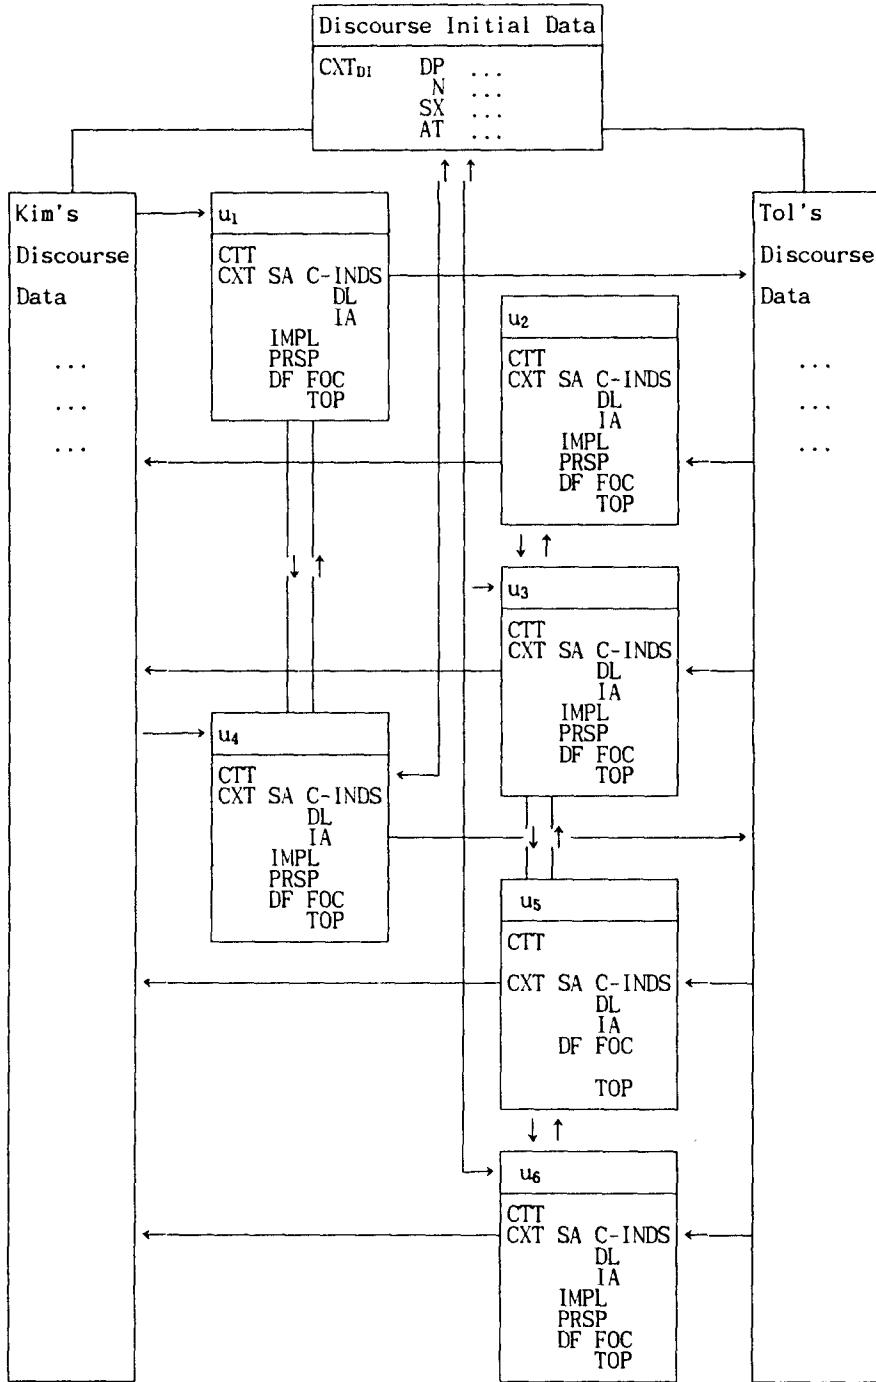 Discourse Initial Data
CXT_DI DP ...
N ...
SX ...
AT ...
Kim's
Discourse
Data
...
...
...
Tol's
Discourse
Data
...
...
...
u₁
CTT
CXT SA C-INDS
DL
IA
IMPL
PRSP
DF FOC
TOP
u₂
CTT
CXT SA C-INDS
DL
IA
IMPL
PRSP
DF FOC
TOP
u₃
CTT
CXT SA C-INDS
DL
IA
IMPL
PRSP
DF FOC
TOP
u₄
CTT
CXT SA C-INDS
DL
IA
IMPL
PRSP
DF FOC
TOP
u₅
CTT
CXT SA C-INDS
DL
IA
DF FOC
TOP
u₆
CTT
CXT SA C-INDS
DL
IA
IMPL
PRSP
DF FOC
TOP